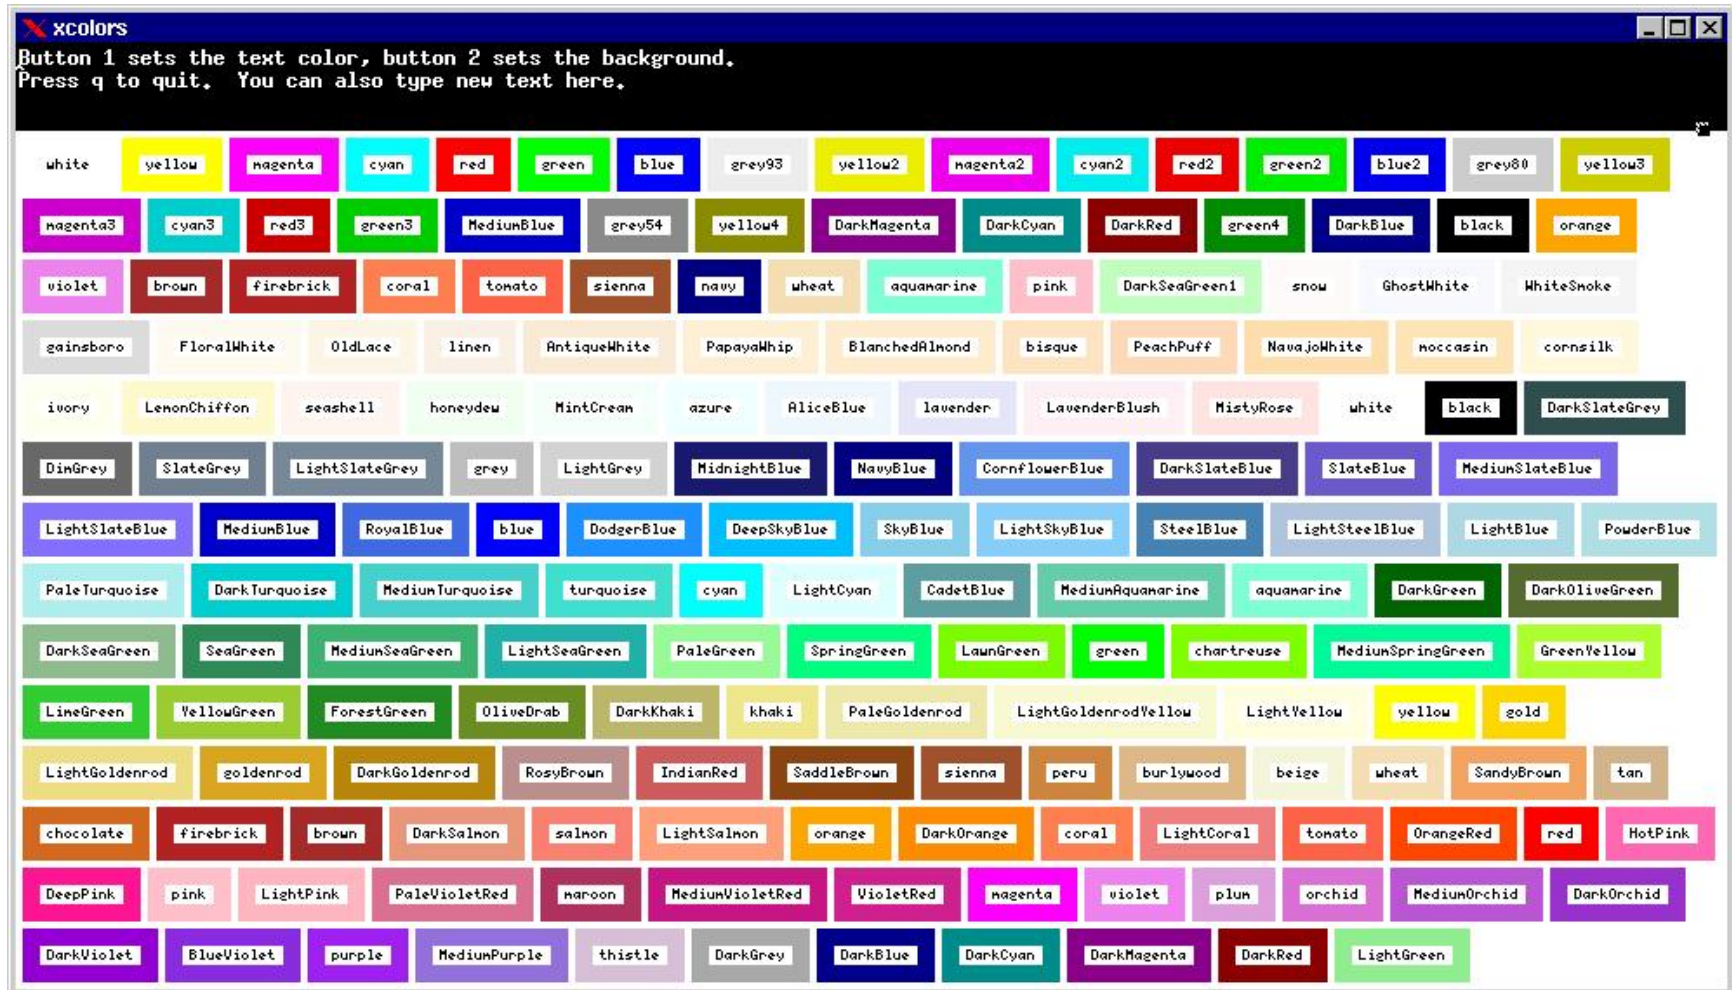 xcolors
Button 1 sets the text color, button 2 sets the background.
Press q to quit.  You can also type new text here.
white yellow magenta cyan red green blue grey93 yellow2 magenta2 cyan2 red2 green2 blue2 grey80 yellow3
magenta3 cyan3 red3 green3 MediumBlue grey54 yellow4 DarkMagenta DarkCyan DarkRed green4 DarkBlue black orange
violet brown firebrick coral tomato sienna navy wheat aquamarine pink DarkSeaGreen1 snow GhostWhite WhiteSmoke
gainsboro FloralWhite OldLace linen AntiqueWhite PapayaWhip BlanchedAlmond bisque PeachPuff NavajoWhite moccasin cornsilk
ivory LemonChiffon seashell honeydew MintCream azure AliceBlue lavender LavenderBlush MistyRose white black DarkSlateGrey
DimGrey SlateGrey LightSlateGrey grey LightGrey MidnightBlue NavyBlue CornflowerBlue DarkSlateBlue SlateBlue MediumSlateBlue
LightSlateBlue MediumBlue RoyalBlue blue DodgerBlue DeepSkyBlue SkyBlue LightSkyBlue SteelBlue LightSteelBlue LightBlue PowderBlue
PaleTurquoise DarkTurquoise MediumTurquoise turquoise cyan LightCyan CadetBlue MediumAquamarine aquamarine DarkGreen DarkOliveGreen
DarkSeaGreen SeaGreen MediumSeaGreen LightSeaGreen PaleGreen SpringGreen LawnGreen green chartreuse MediumSpringGreen GreenYellow
LimeGreen YellowGreen ForestGreen OliveDrab DarkKhaki khaki PaleGoldenrod LightGoldenrodYellow LightYellow yellow gold
LightGoldenrod goldenrod DarkGoldenrod RosyBrown IndianRed SaddleBrown sienna peru burlywood beige wheat SandyBrown tan
chocolate firebrick brown DarkSalmon salmon LightSalmon orange DarkOrange coral LightCoral tomato OrangeRed red HotPink
DeepPink pink LightPink PaleVioletRed maroon MediumVioletRed VioletRed magenta violet plum orchid MediumOrchid DarkOrchid
DarkViolet BlueViolet purple MediumPurple thistle DarkGrey DarkBlue DarkCyan DarkMagenta DarkRed LightGreen